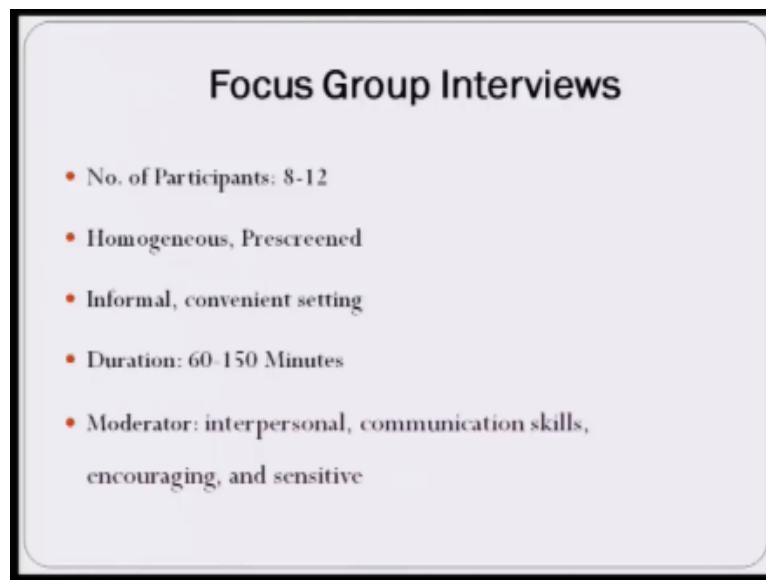 Focus Group Interviews
• No. of Participants: 8-12
• Homogeneous, Prescreened
• Informal, convenient setting
• Duration: 60-150 Minutes
• Moderator: interpersonal, communication skills,
encouraging, and sensitive